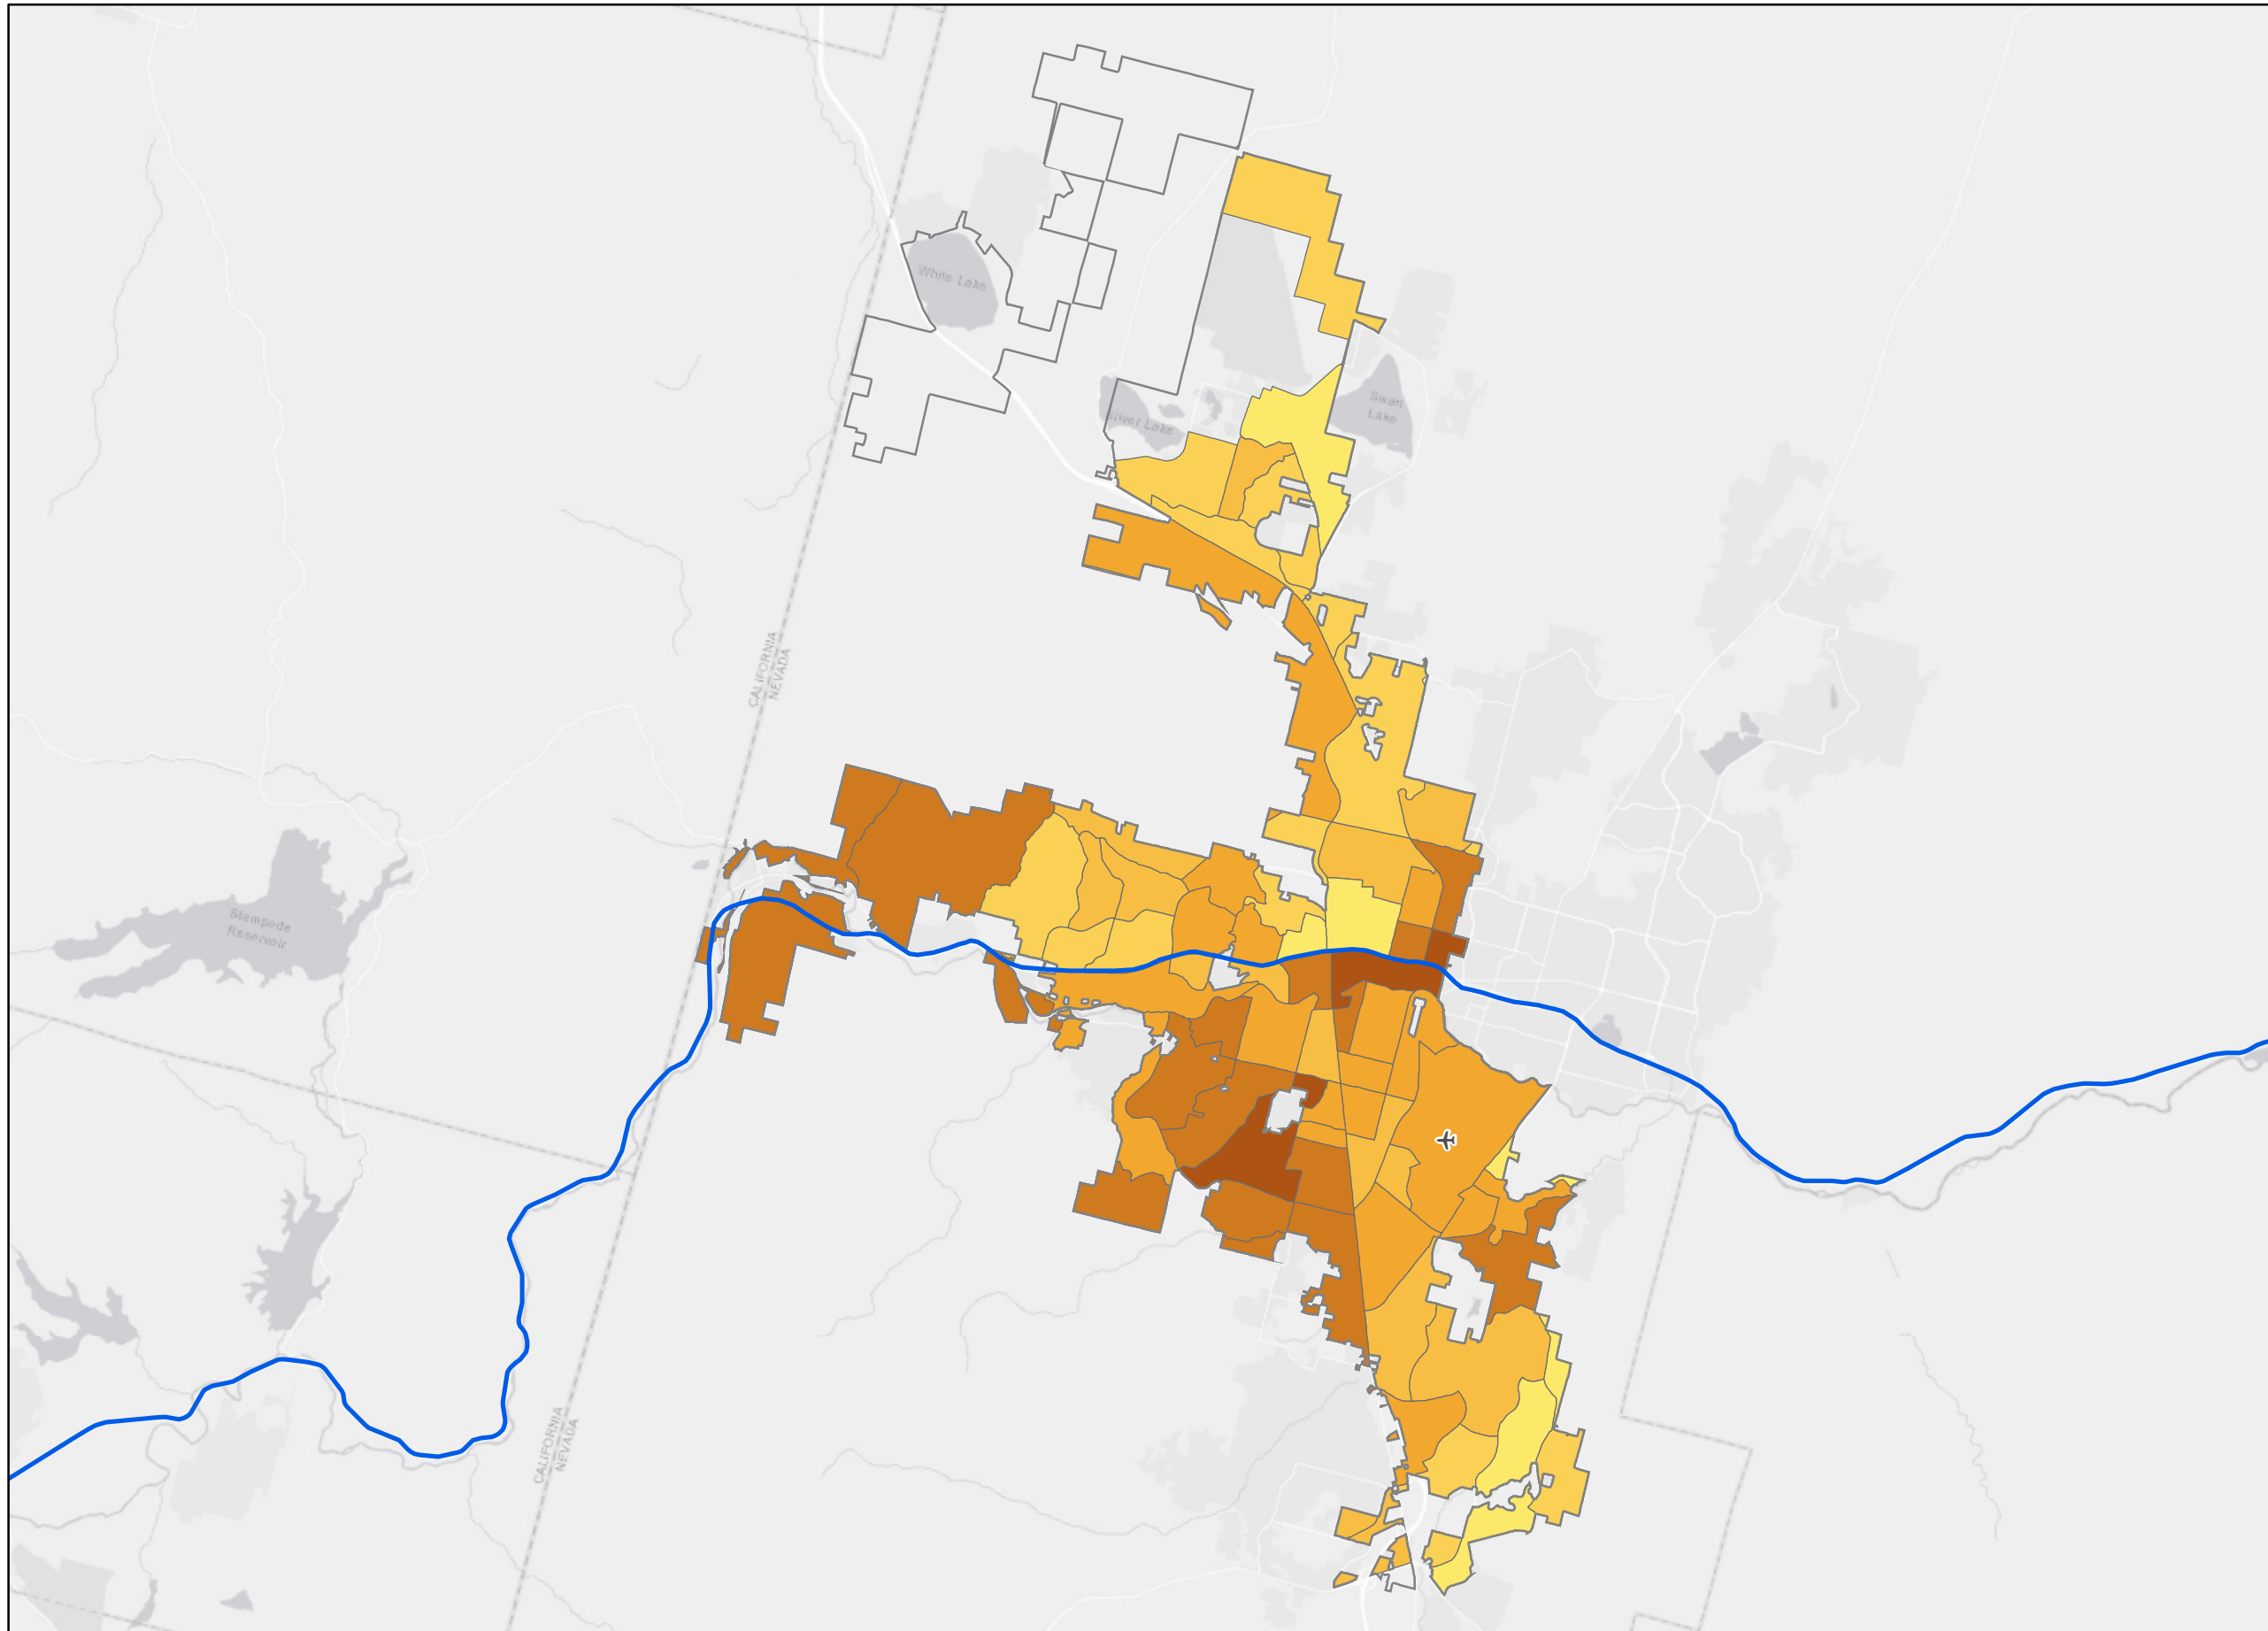 White Lake
Silver Lake
Swan
Lake
CALIFORNIA
NEVADA
Stampede
Reservoir
CALIFORNIA
NEVADA